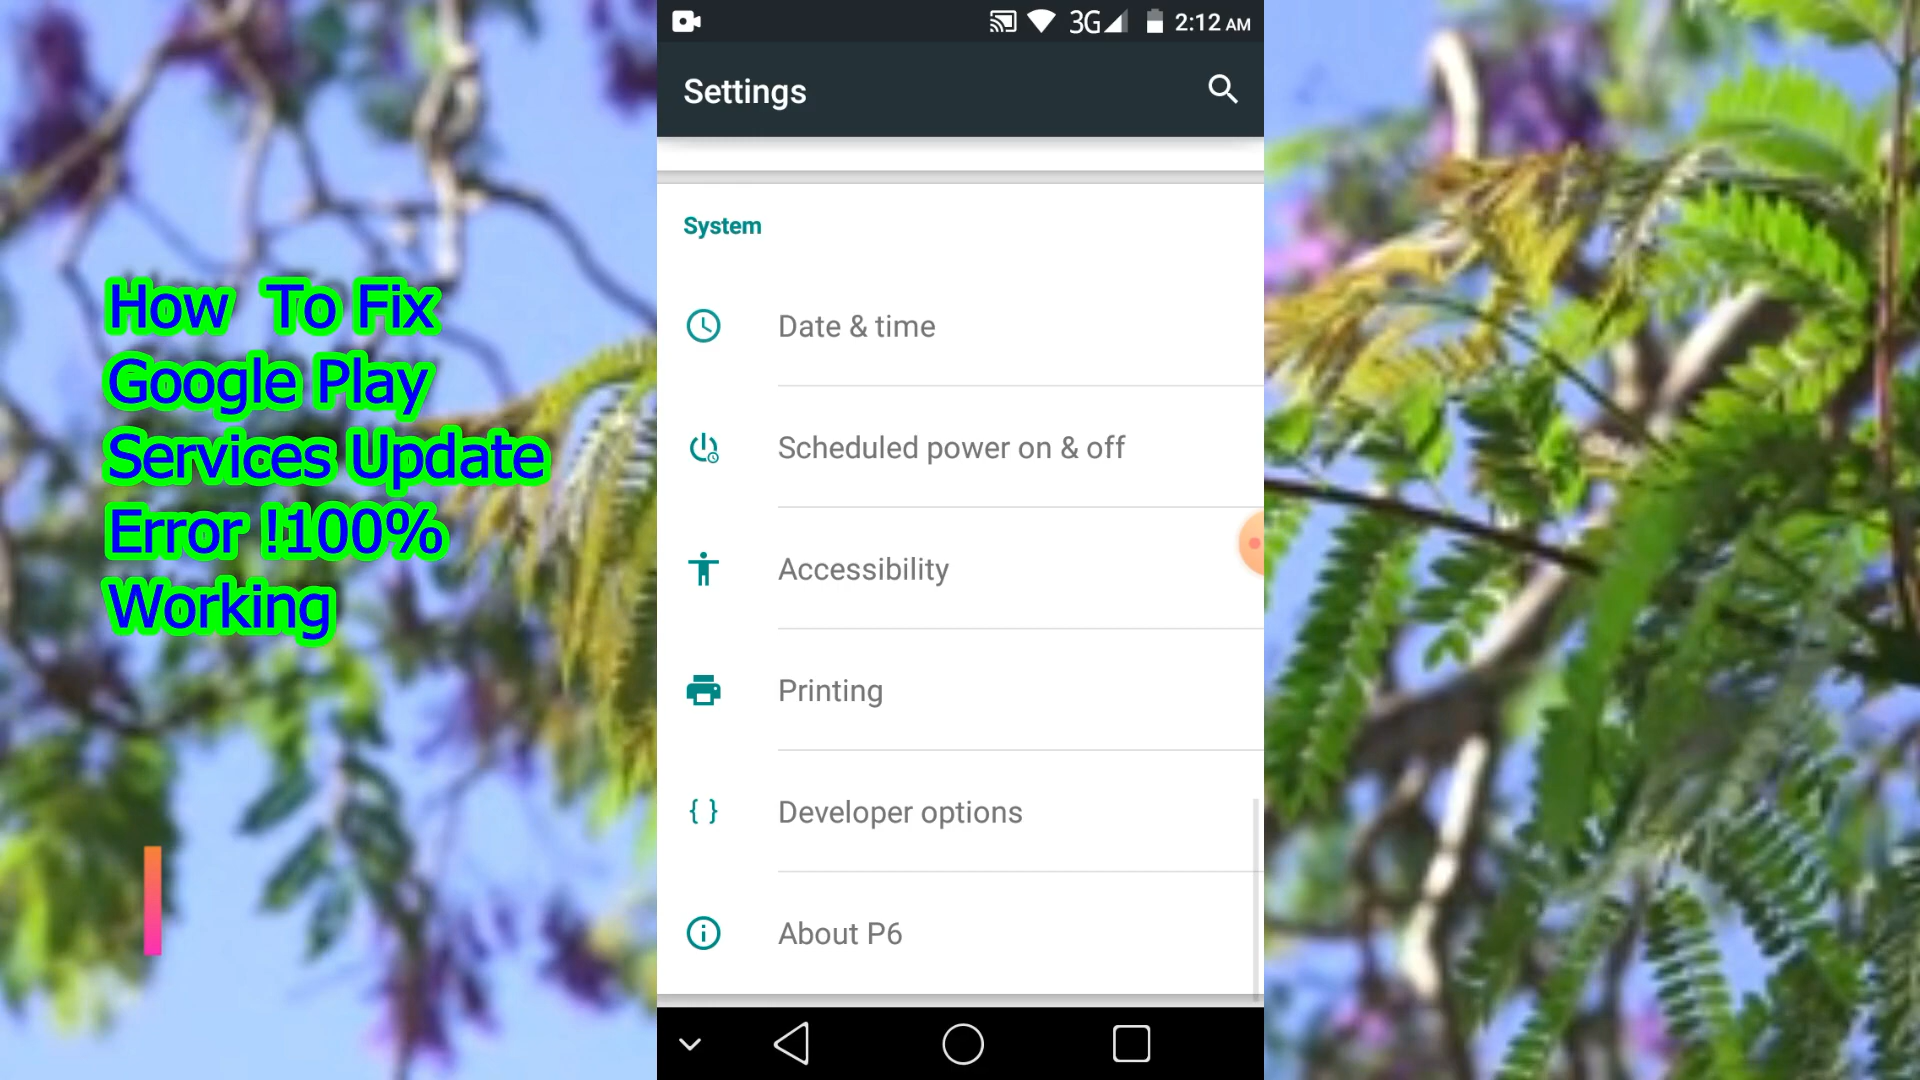 3G 2:12 AM
Settings
System
Date & time
Scheduled power on & off
Accessibility
Printing
Developer options
About P6
How To Fix
Google Play
Services Update
Error !100%
Working